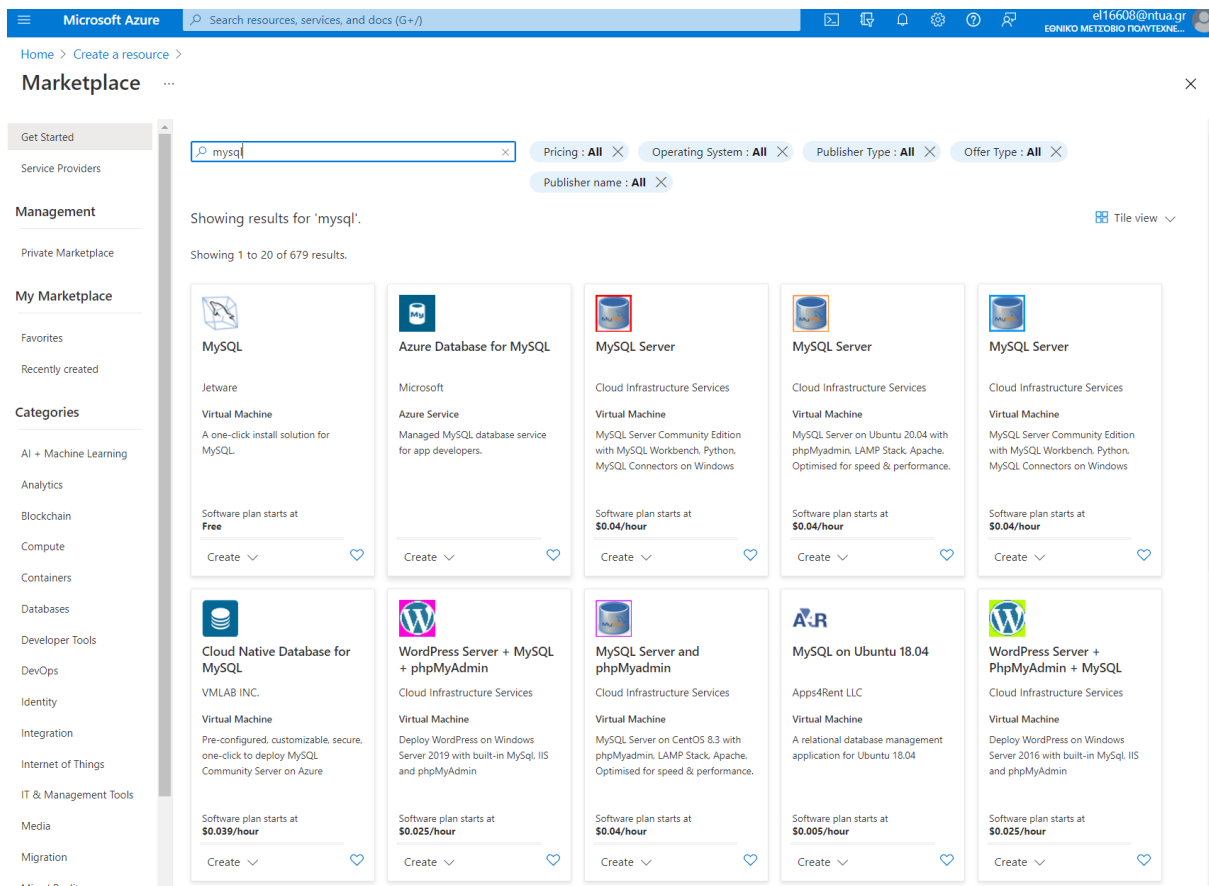 Microsoft Azure
Search resources, services, and docs (G+/)
el16608@ntua.gr
ΕΘΝΙΚΟ ΜΕΤΣΟΒΙΟ ΠΟΛΥΤΕΧΝΕ...
Home > Create a resource >
Marketplace ...
Get Started
Service Providers
Management
Private Marketplace
My Marketplace
Favorites
Recently created
Categories
AI + Machine Learning
Analytics
Blockchain
Compute
Containers
Databases
Developer Tools
DevOps
Identity
Integration
Internet of Things
IT & Management Tools
Media
Migration
mysql
Pricing : All
Operating System : All
Publisher Type : All
Offer Type : All
Publisher name : All
Showing results for 'mysql'.
Tile view
Showing 1 to 20 of 679 results.
MySQL
Jetware
Virtual Machine
A one-click install solution for
MySQL.
Software plan starts at
Free
Create
My
Azure Database for MySQL
Microsoft
Azure Service
Managed MySQL database service
for app developers.
Create
MySQL Server
Cloud Infrastructure Services
Virtual Machine
MySQL Server Community Edition
with MySQL Workbench, Python,
MySQL Connectors on Windows
Software plan starts at
$0.04/hour
Create
MySQL Server
Cloud Infrastructure Services
Virtual Machine
MySQL Server on Ubuntu 20.04 with
phpMyadmin, LAMP Stack, Apache.
Optimised for speed & performance.
Software plan starts at
$0.04/hour
Create
MySQL Server
Cloud Infrastructure Services
Virtual Machine
MySQL Server Community Edition
with MySQL Workbench, Python,
MySQL Connectors on Windows
Software plan starts at
$0.04/hour
Create
Cloud Native Database for
MySQL
VMLAB INC.
Virtual Machine
Pre-configured, customizable, secure,
one-click to deploy MySQL
Community Server on Azure
Software plan starts at
$0.039/hour
Create
WordPress Server + MySQL
+ phpMyAdmin
Cloud Infrastructure Services
Virtual Machine
Deploy WordPress on Windows
Server 2019 with built-in MySql, IIS
and phpMyAdmin
Software plan starts at
$0.025/hour
Create
MySQL Server and
phpMyadmin
Cloud Infrastructure Services
Virtual Machine
MySQL Server on CentOS 8.3 with
phpMyadmin, LAMP Stack, Apache.
Optimised for speed & performance.
Software plan starts at
$0.04/hour
Create
MySQL on Ubuntu 18.04
Apps4Rent LLC
Virtual Machine
A relational database management
application for Ubuntu 18.04
Software plan starts at
$0.005/hour
Create
WordPress Server +
PhpMyAdmin + MySQL
Cloud Infrastructure Services
Virtual Machine
Deploy WordPress on Windows
Server 2016 with built-in MySql, IIS
and phpMyAdmin
Software plan starts at
$0.025/hour
Create